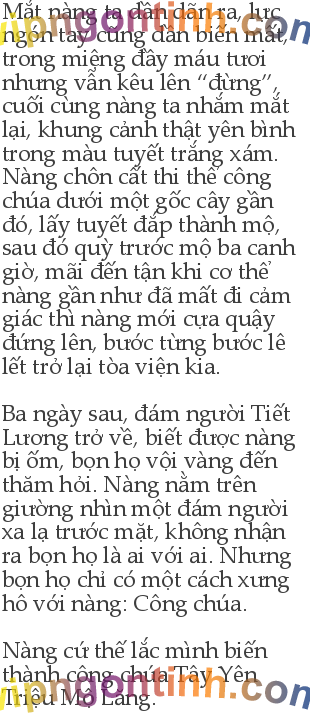 Mắt nàng ta dần dãn ra, lực
ngón tay cũng dần biến mất,
trong miệng đầy máu tươi
nhưng vẫn kêu lên “đừng”,
cuối cùng nàng ta nhắm mắt
lại, khung cảnh thật yên bình
trong màu tuyết trắng xám.
Nàng chôn cất thi thể công
chúa dưới một gốc cây gần
đó, lấy tuyết đắp thành mộ,
sau đó quỳ trước mộ ba canh
giờ, mãi đến tận khi cơ thể
nàng gần như đã mất đi cảm
giác thì nàng mới cựa quậy
đứng lên, bước từng bước lê
lết trở lại tòa viện kia.
Ba ngày sau, đám người Tiết
Lương trở về, biết được nàng
bị ốm, bọn họ vội vàng đến
thăm hỏi. Nàng nằm trên
giường nhìn một đám người
xa lạ trước mặt, không nhận
ra bọn họ là ai với ai. Nhưng
bọn họ chỉ có một cách xưng
hô với nàng: Công chúa.
Nàng cứ thế lắc mình biến
thành công chúa Tây Yên
Triệu Mộ Lang.
vipngontinh.com
vipngontinh.com